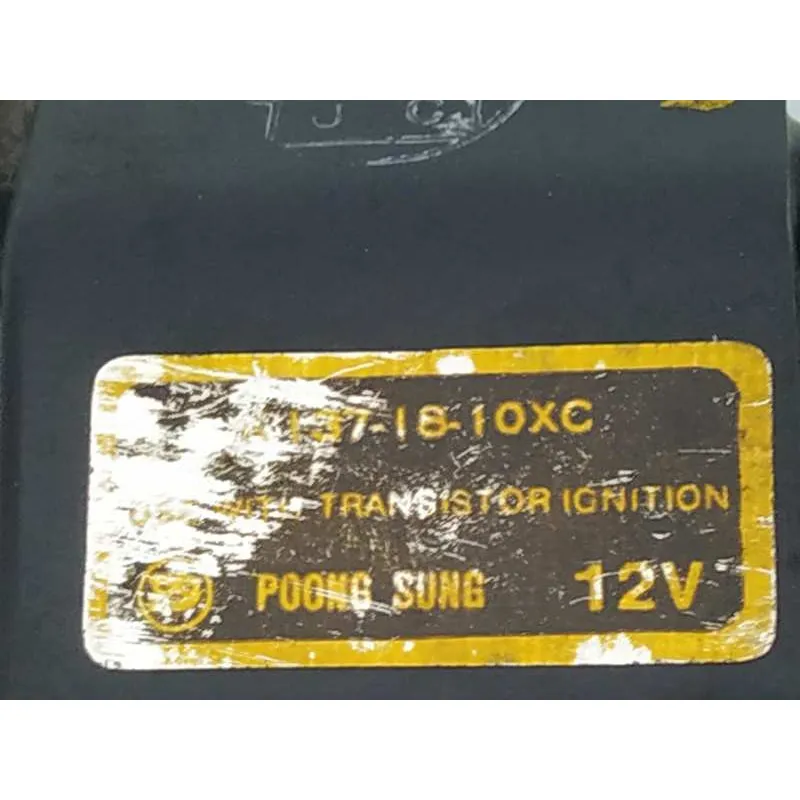 J C
137-18-10XC
WITH TRANSISTOR IGNITION
POONG SUNG 12V